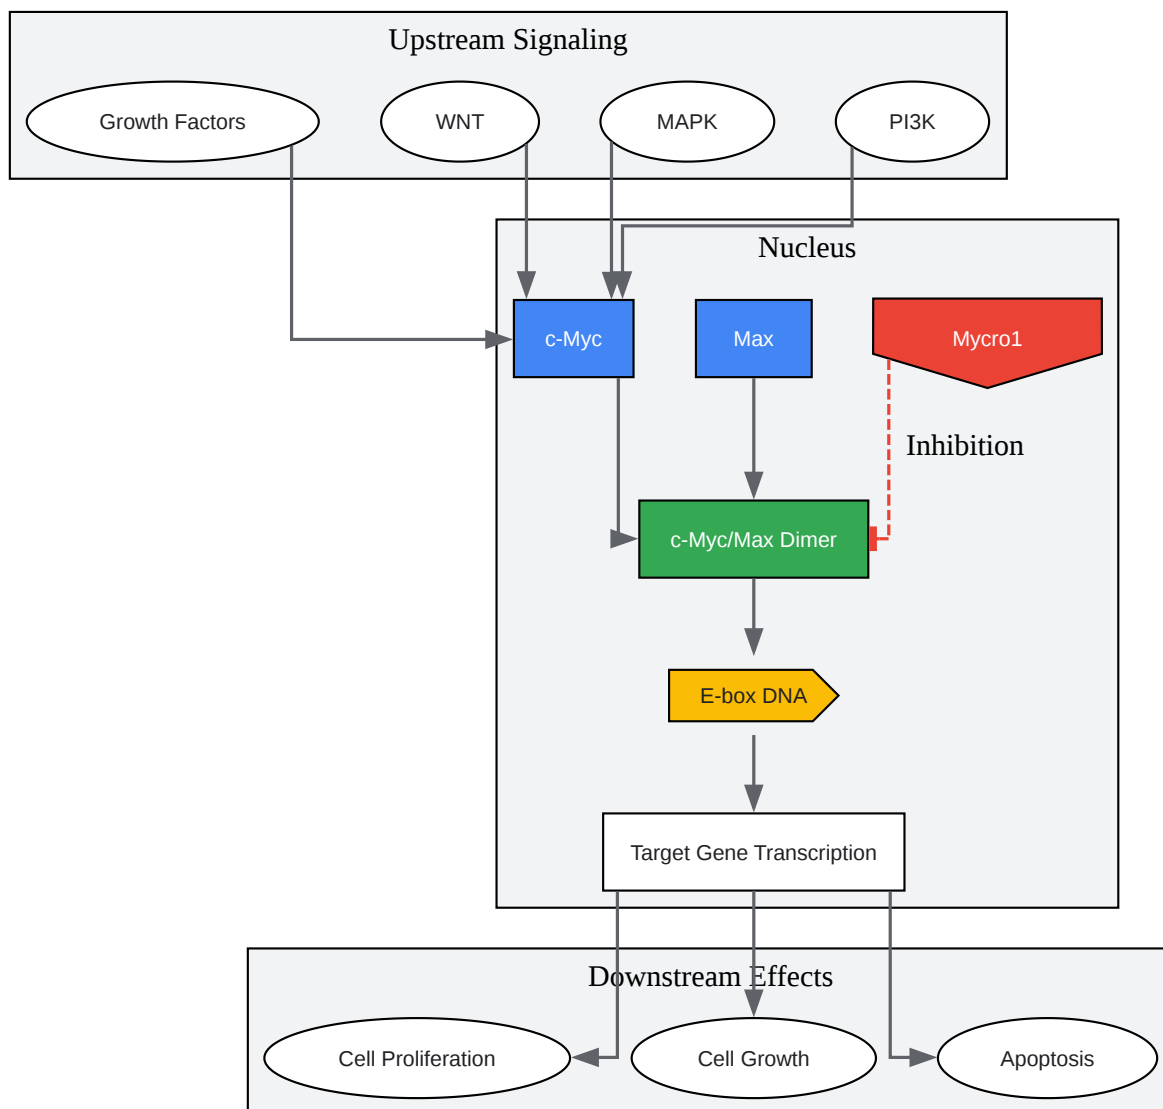 Upstream Signaling
Growth Factors
WNT
MAPK
PI3K
Nucleus
c-Myc
Max
Mycro1
Inhibition
c-Myc/Max Dimer
E-box DNA
Target Gene Transcription
Downstream Effects
Cell Proliferation
Cell Growth
Apoptosis